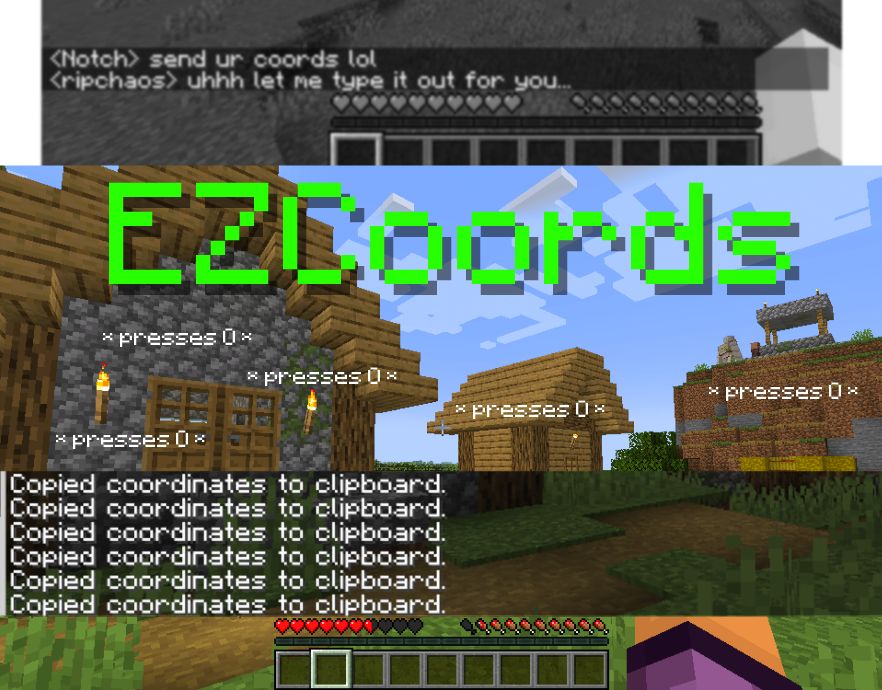 <Notch> send ur coords lol
<ripchaos> uhhh let me type it out for you...
EZCoords
× presses O ×
× presses O ×
× presses O ×
× presses O ×
× presses O ×
Copied coordinates to clipboard.
Copied coordinates to clipboard.
Copied coordinates to clipboard.
Copied coordinates to clipboard.
Copied coordinates to clipboard.
Copied coordinates to clipboard.